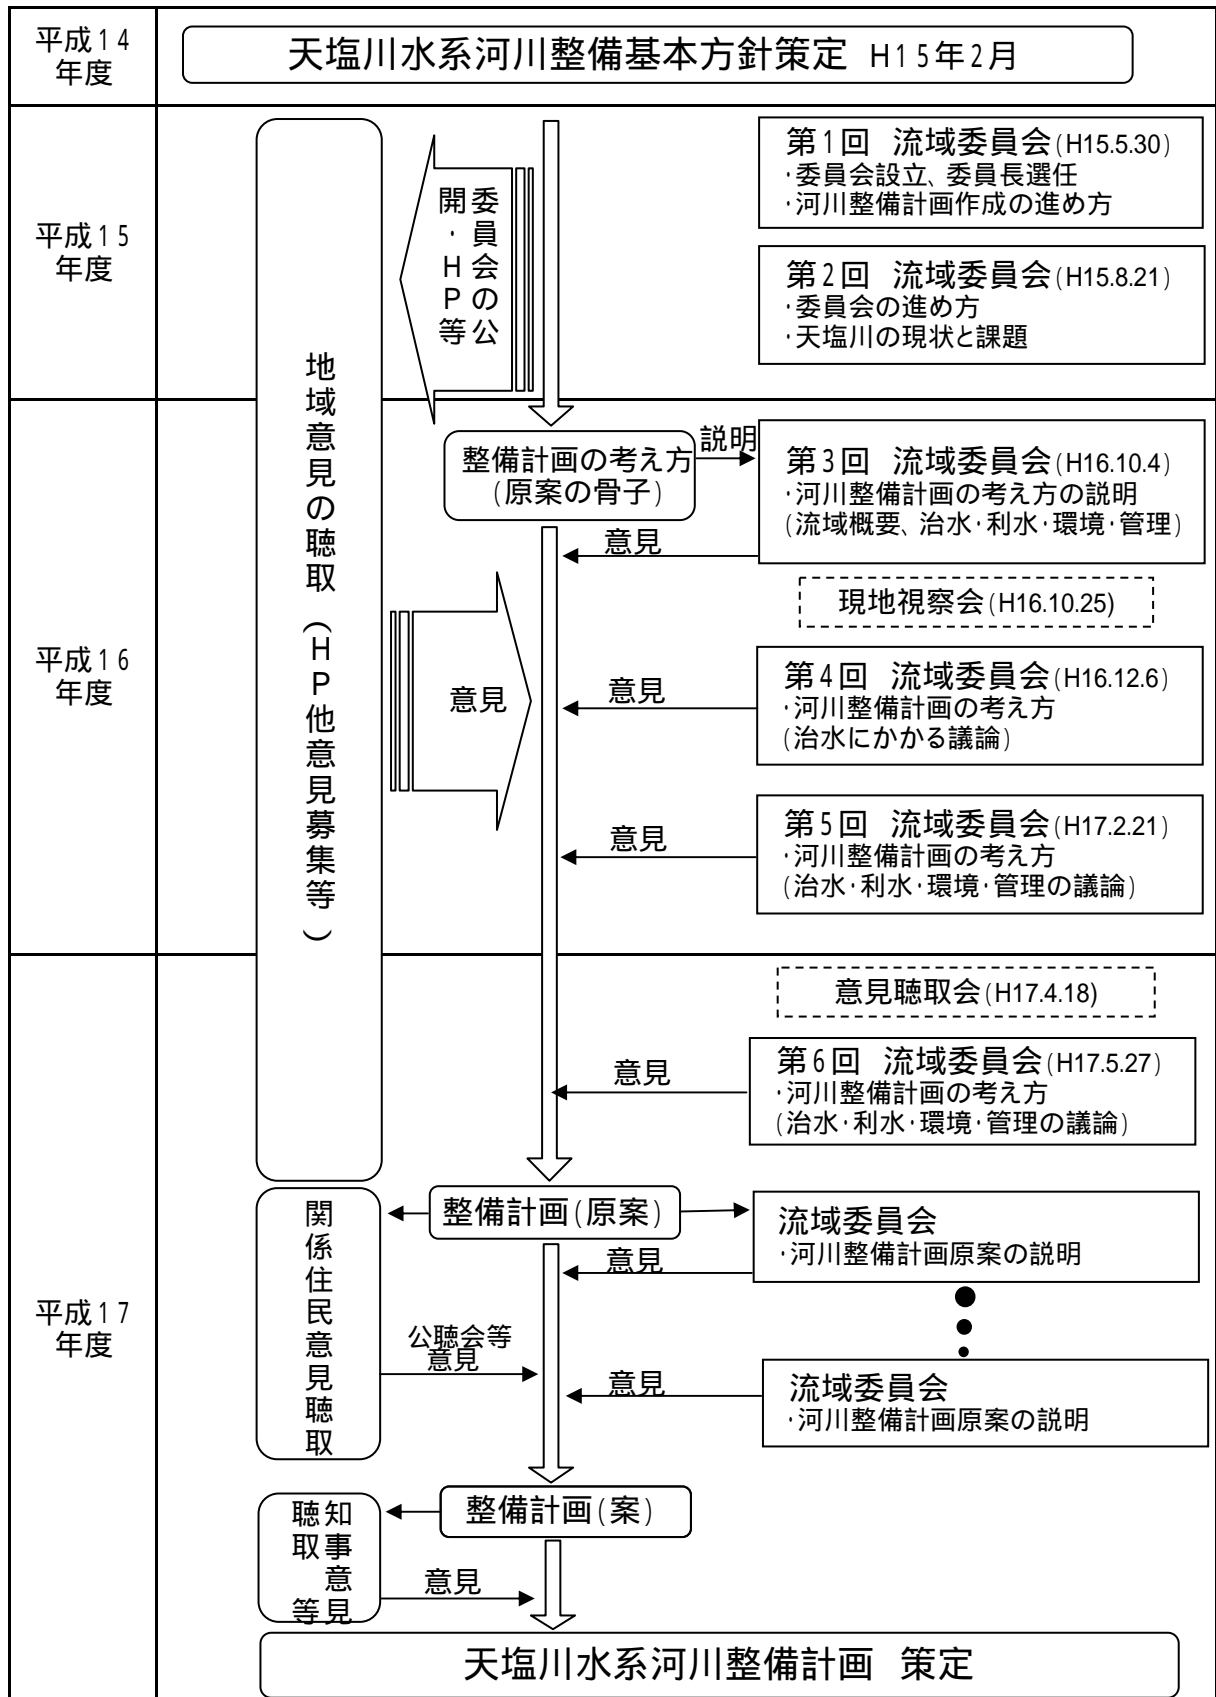 平成14
年度
天塩川水系河川整備基本方針策定 H15年2月
平成15
年度
委員会の公
開・HP等
第1回 流域委員会(H15.5.30)
・委員会設立、委員長選任
・河川整備計画作成の進め方
第2回 流域委員会(H15.8.21)
・委員会の進め方
・天塩川の現状と課題
地域意見の聴取(HP他意見募集等)
平成16
年度
整備計画の考え方
(原案の骨子)
説明
第3回 流域委員会(H16.10.4)
・河川整備計画の考え方の説明
(流域概要、治水・利水・環境・管理)
意見
現地視察会(H16.10.25)
意見
第4回 流域委員会(H16.12.6)
・河川整備計画の考え方
(治水にかかる議論)
意見
第5回 流域委員会(H17.2.21)
・河川整備計画の考え方
(治水・利水・環境・管理の議論)
意見
平成17
年度
意見聴取会(H17.4.18)
第6回 流域委員会(H17.5.27)
・河川整備計画の考え方
(治水・利水・環境・管理の議論)
意見
整備計画(原案)
流域委員会
・河川整備計画原案の説明
意見
関係住民意見聴取
公聴会等
意見
意見
流域委員会
・河川整備計画原案の説明
整備計画(案)
知事意見
聴取 等
意見
天塩川水系河川整備計画 策定